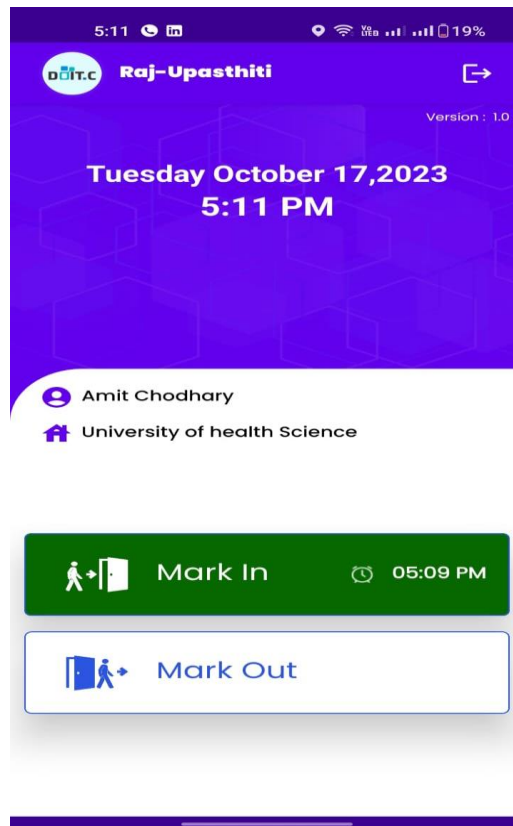 5:11 in 19%
DOIT.C Raj-Upasthiti
Version : 1.0
Tuesday October 17,2023
5:11 PM
Amit Chodhary
University of health Science
Mark In 05:09 PM
Mark Out